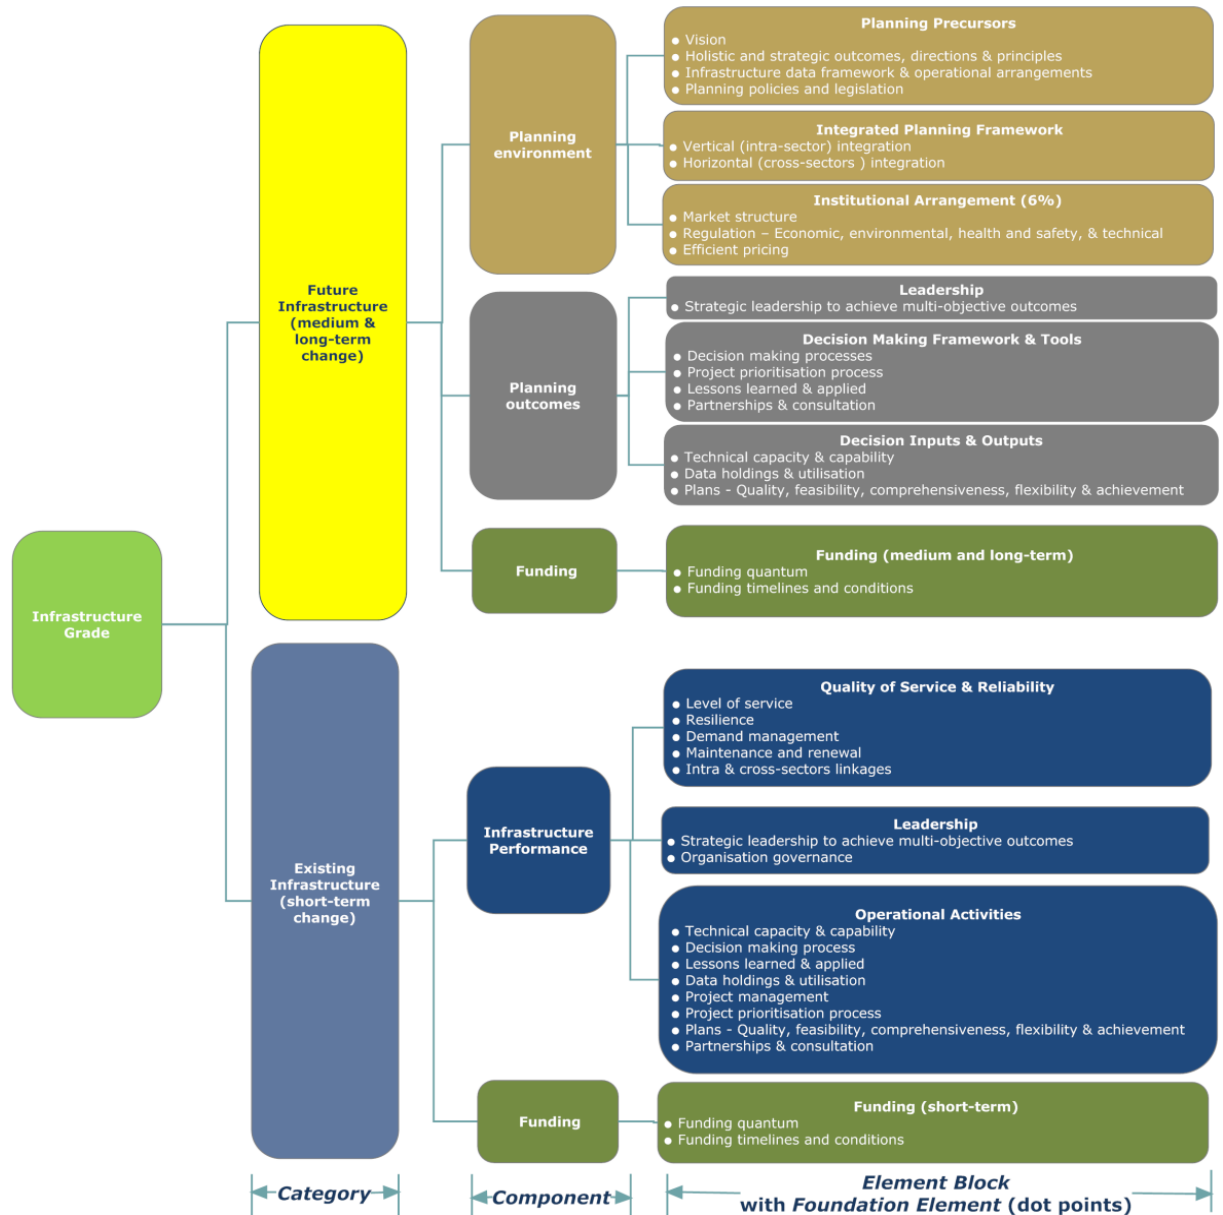 Infrastructure
Grade
Future
Infrastructure
(medium &
long-term
change)
Planning
environment
Planning Precursors
● Vision
● Holistic and strategic outcomes, directions & principles
● Infrastructure data framework & operational arrangements
● Planning policies and legislation
Integrated Planning Framework
● Vertical (intra-sector) integration
● Horizontal (cross-sectors ) integration
Institutional Arrangement (6%)
● Market structure
● Regulation – Economic, environmental, health and safety, & technical
● Efficient pricing
Planning
outcomes
Leadership
● Strategic leadership to achieve multi-objective outcomes
Decision Making Framework & Tools
● Decision making processes
● Project prioritisation process
● Lessons learned & applied
● Partnerships & consultation
Decision Inputs & Outputs
● Technical capacity & capability
● Data holdings & utilisation
● Plans - Quality, feasibility, comprehensiveness, flexibility & achievement
Funding
Funding (medium and long-term)
● Funding quantum
● Funding timelines and conditions
Existing
Infrastructure
(short-term
change)
Infrastructure
Performance
Quality of Service & Reliability
● Level of service
● Resilience
● Demand management
● Maintenance and renewal
● Intra & cross-sectors linkages
Leadership
● Strategic leadership to achieve multi-objective outcomes
● Organisation governance
Operational Activities
● Technical capacity & capability
● Decision making process
● Lessons learned & applied
● Data holdings & utilisation
● Project management
● Project prioritisation process
● Plans - Quality, feasibility, comprehensiveness, flexibility & achievement
● Partnerships & consultation
Funding
Funding (short-term)
● Funding quantum
● Funding timelines and conditions
Category
Component
Element Block
with Foundation Element (dot points)